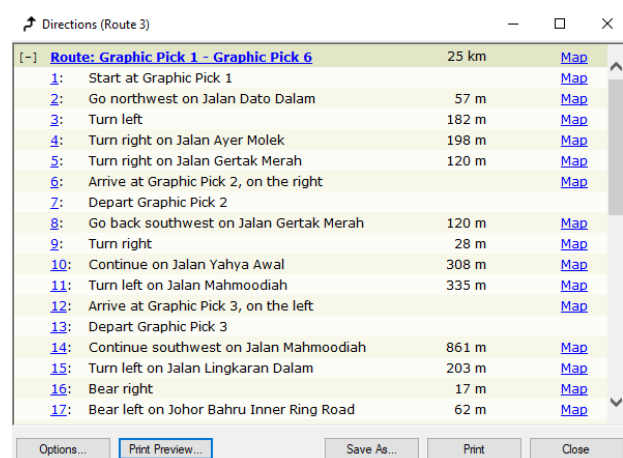 Directions (Route 3)
[-] Route: Graphic Pick 1 - Graphic Pick 6 25 km Map
1: Start at Graphic Pick 1 Map
2: Go northwest on Jalan Dato Dalam 57 m Map
3: Turn left 182 m Map
4: Turn right on Jalan Ayer Molek 198 m Map
5: Turn right on Jalan Gertak Merah 120 m Map
6: Arrive at Graphic Pick 2, on the right Map
7: Depart Graphic Pick 2
8: Go back southwest on Jalan Gertak Merah 120 m Map
9: Turn right 28 m Map
10: Continue on Jalan Yahya Awal 308 m Map
11: Turn left on Jalan Mahmoodiah 335 m Map
12: Arrive at Graphic Pick 3, on the left Map
13: Depart Graphic Pick 3
14: Continue southwest on Jalan Mahmoodiah 861 m Map
15: Turn left on Jalan Lingkaran Dalam 203 m Map
16: Bear right 17 m Map
17: Bear left on Johor Bahru Inner Ring Road 62 m Map
Options... Print Preview... Save As... Print Close